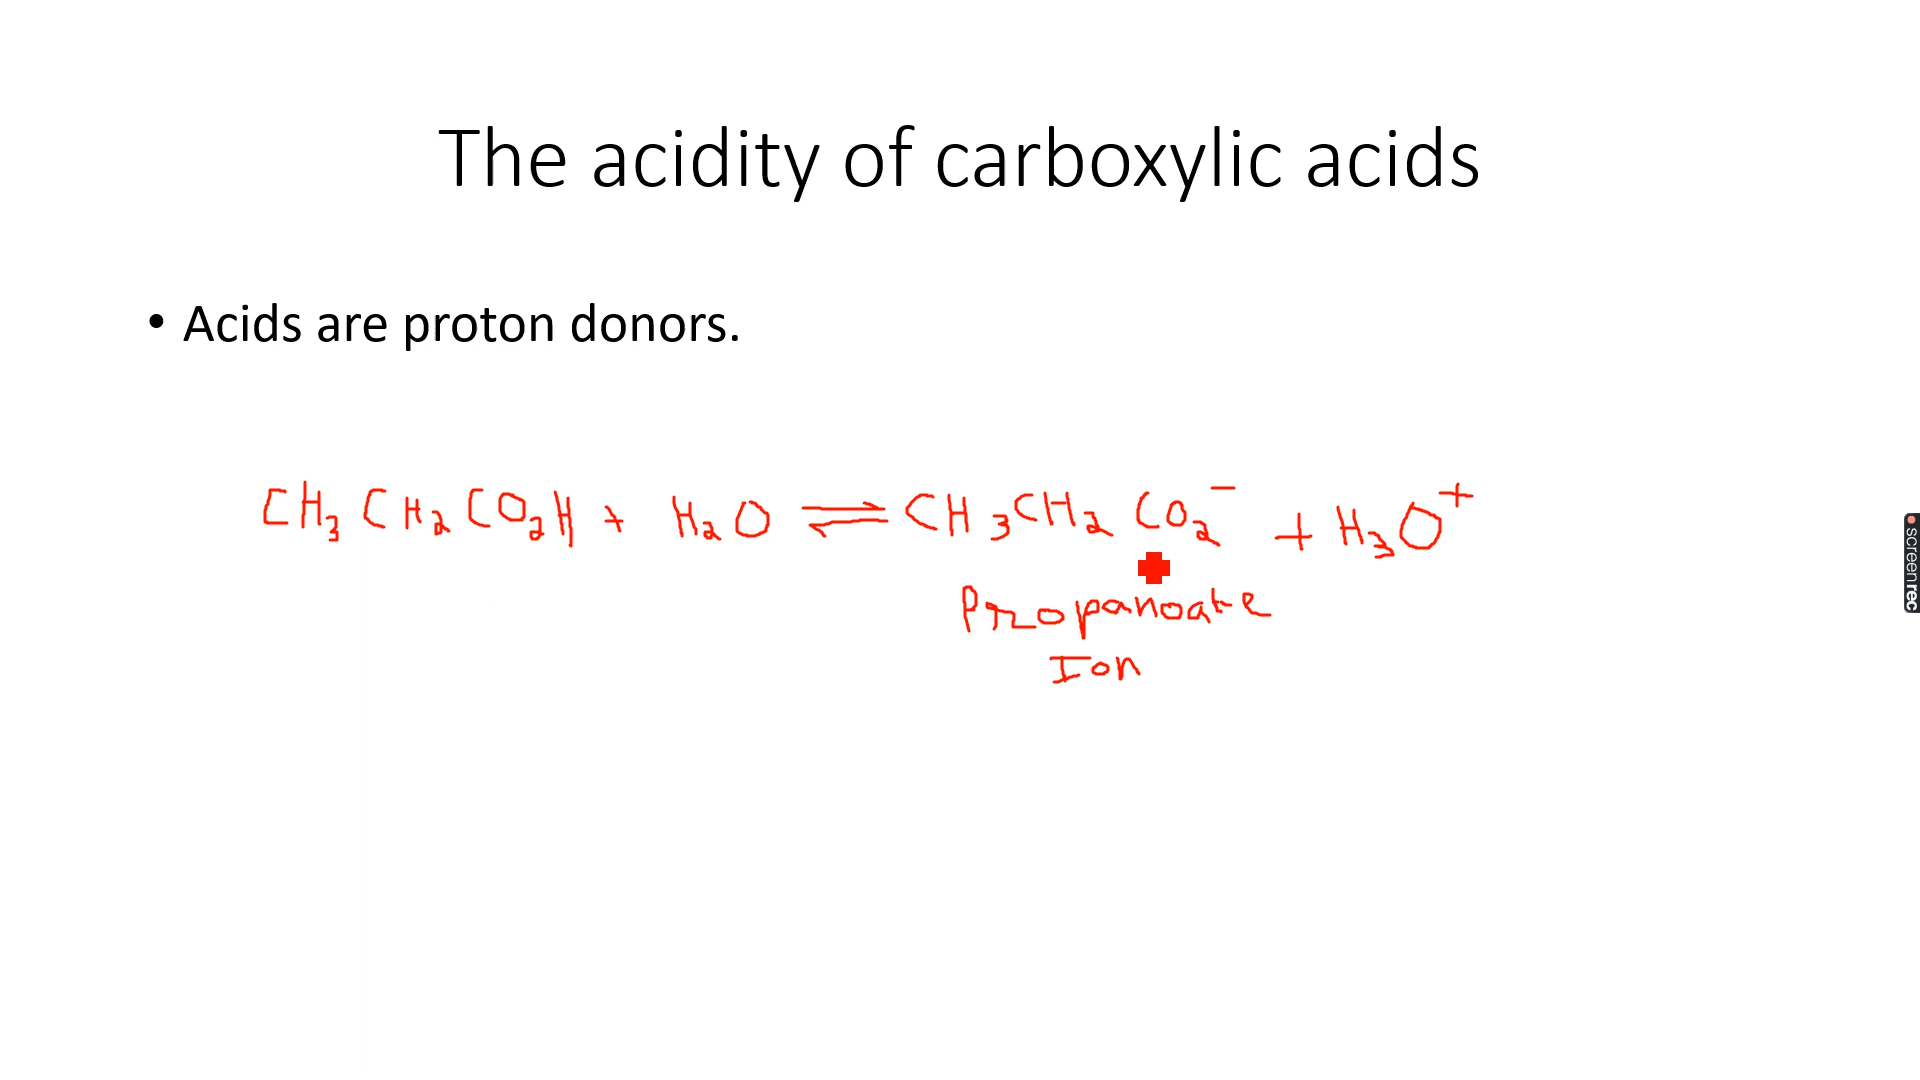 The acidity of carboxylic acids
• Acids are proton donors.
CH₃CH₂CO₂H + H₂O ⇌ CH₃CH₂CO₂⁻ + H₃O⁺
Propanoate
Ion
screenrec